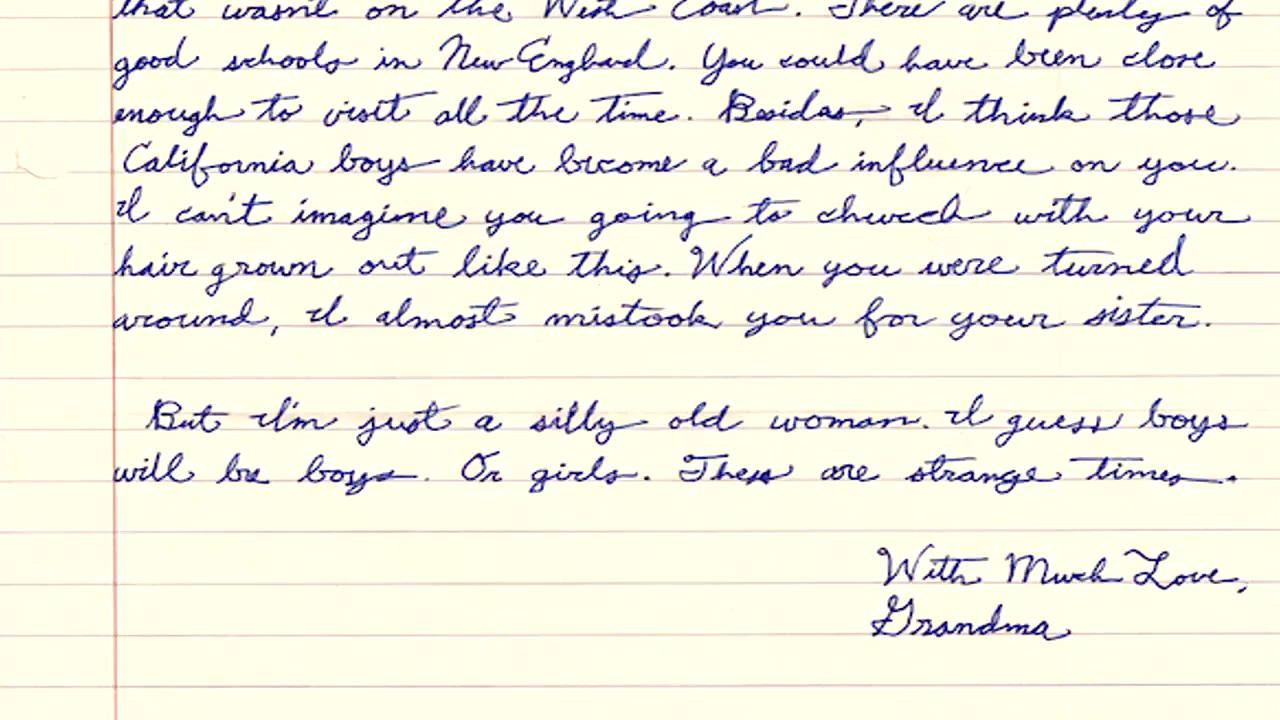 that wasn't on the West Coast. There are plenty of
good schools in New England. You could have been close
enough to visit all the time. Besides, I think those
California boys have become a bad influence on you.
I can't imagine you going to church with your
hair grown out like this. When you were turned
around, I almost mistook you for your sister.
But I'm just a silly old woman. I guess boys
will be boys. Or girls. These are strange times.
With Much Love,
Grandma